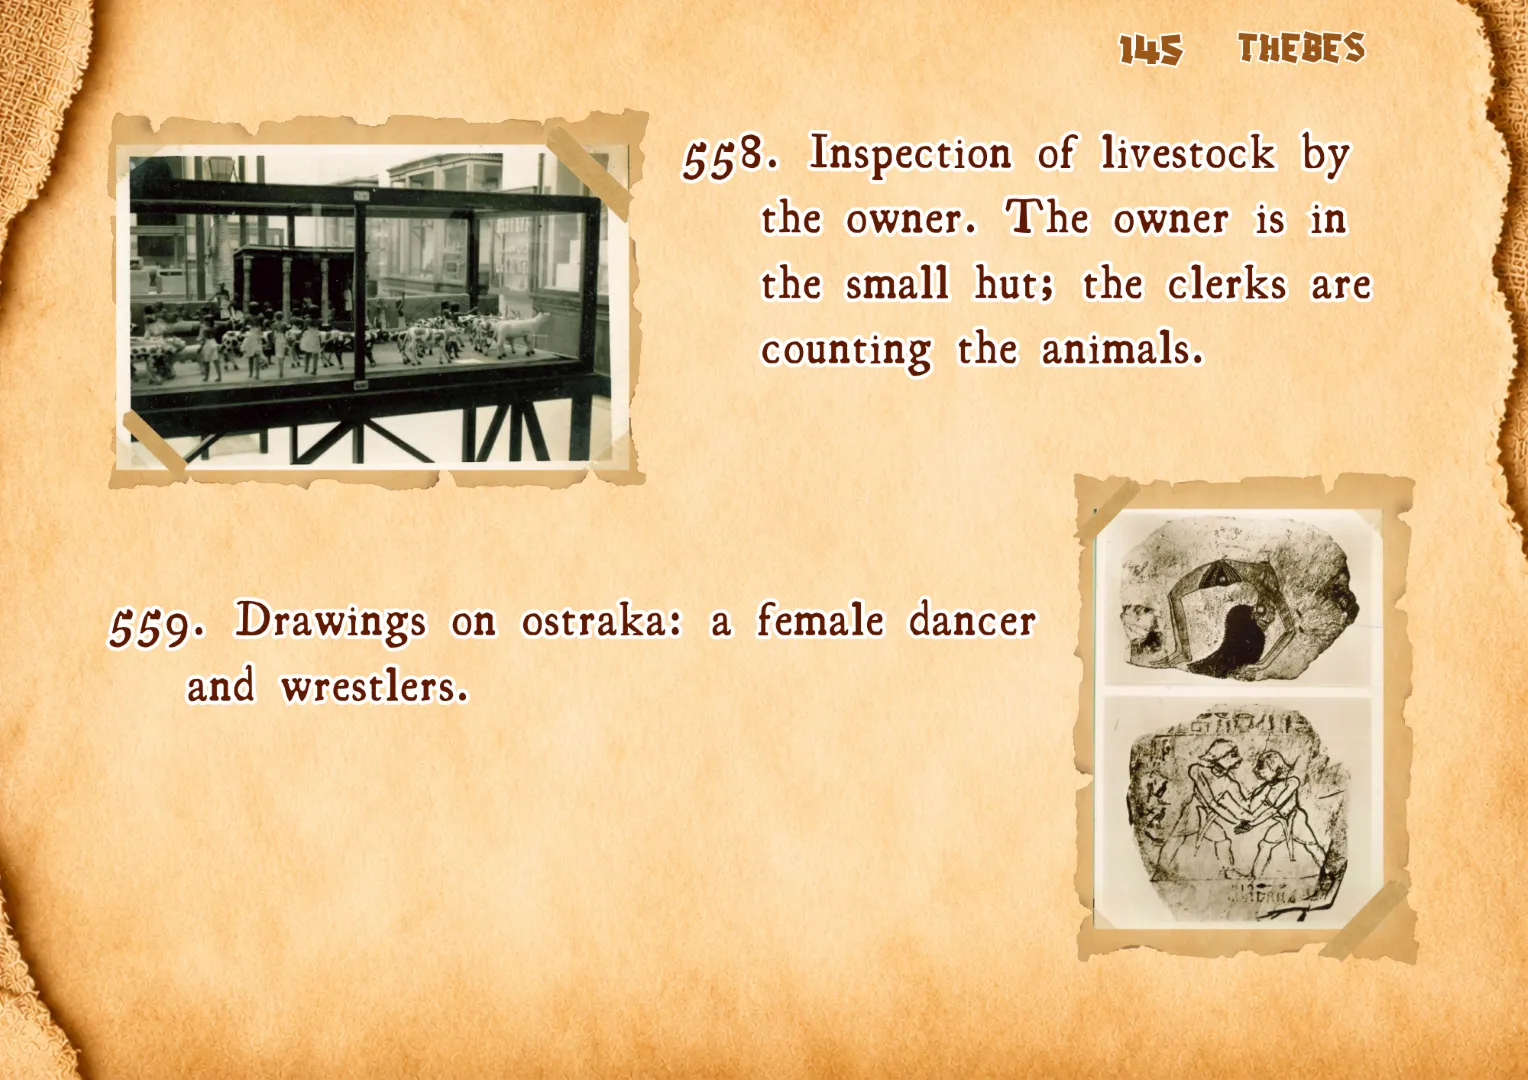 145 THEBES
558. Inspection of livestock by
the owner. The owner is in
the small hut; the clerks are
counting the animals.
559. Drawings on ostraka: a female dancer
and wrestlers.